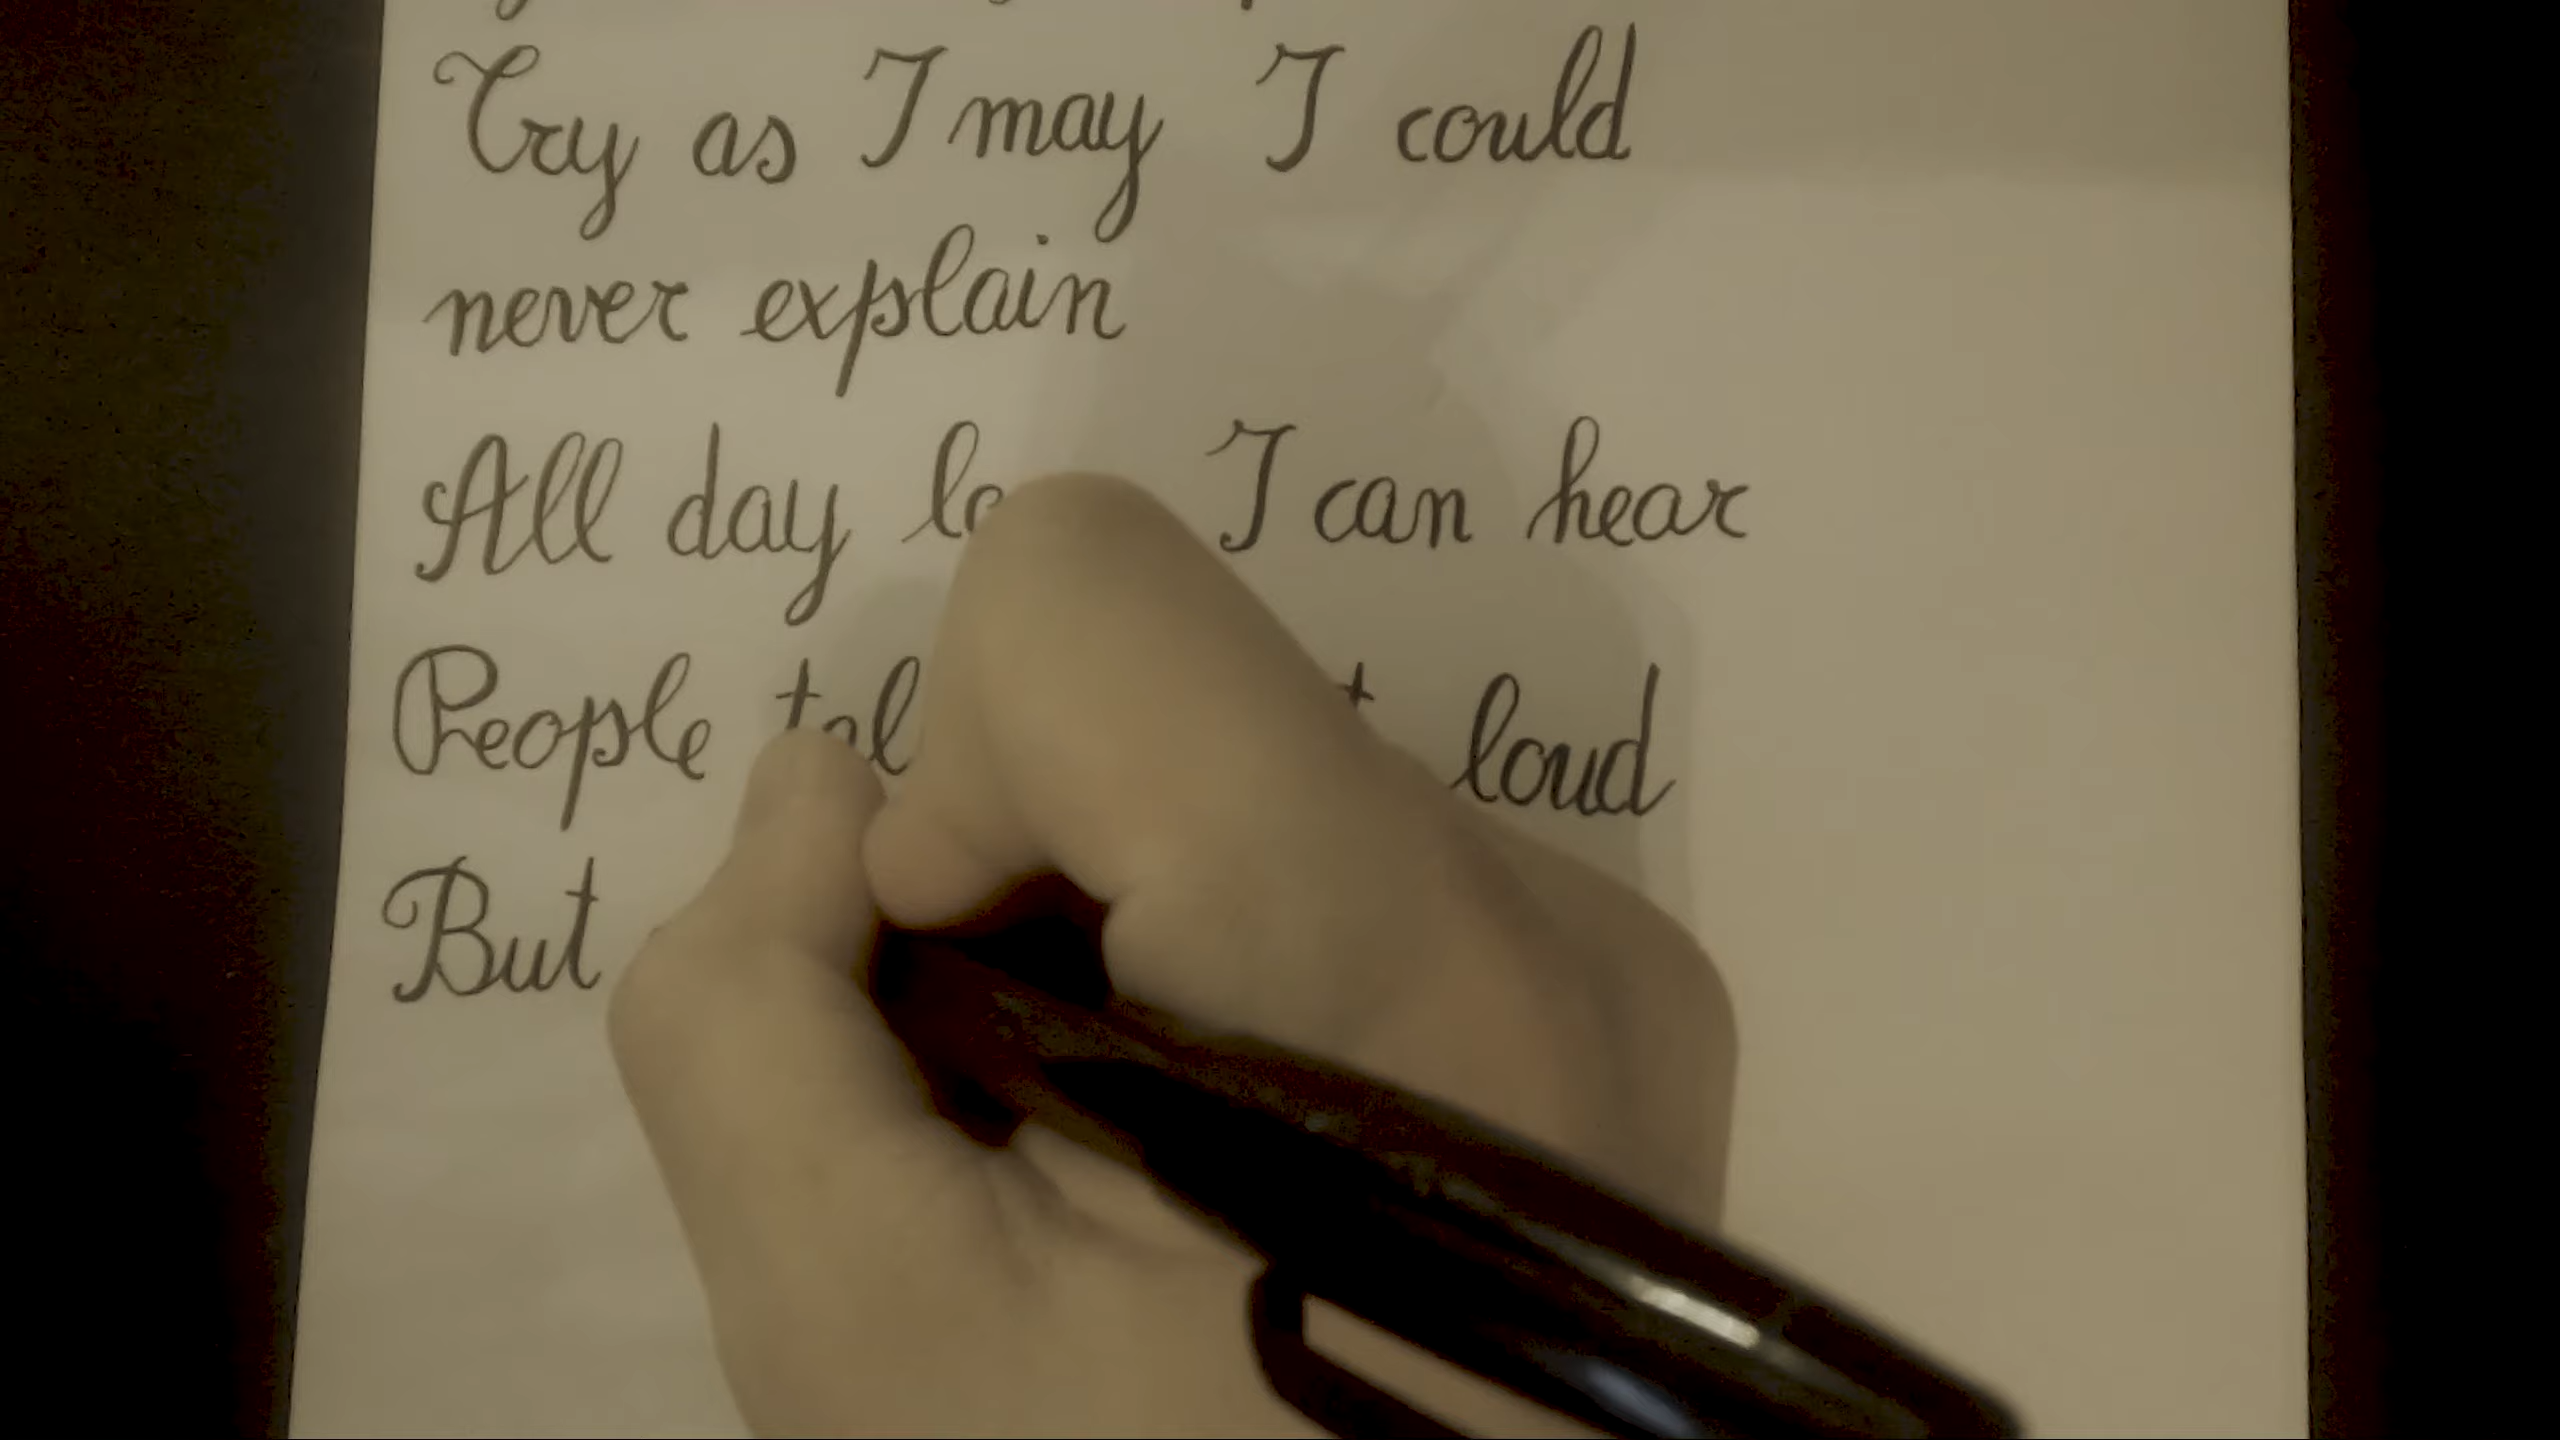 Try as I may I could
never explain
All day I can hear
People loud
But